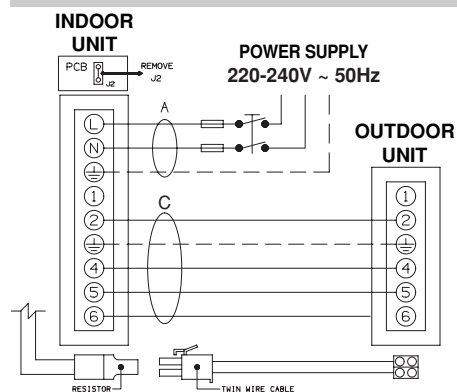 INDOOR
UNIT
PCB
J2
REMOVE
J2
POWER SUPPLY
220-240V ~ 50Hz
A
OUTDOOR
UNIT
L
N
1
2
4
5
6
C
1
2
4
5
6
RESISTOR
TWIN WIRE CABLE